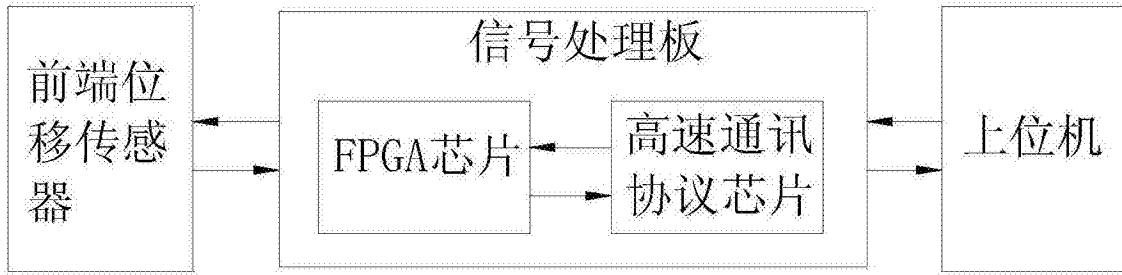 前端位
移传感
器
信号处理板
FPGA芯片
高速通讯
协议芯片
上位机